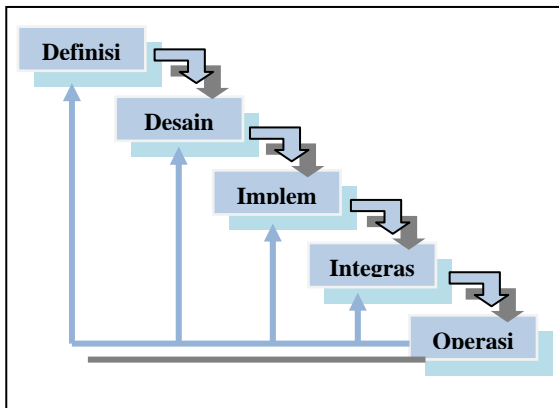 Definisi
Desain
Implem
Integras
Operasi